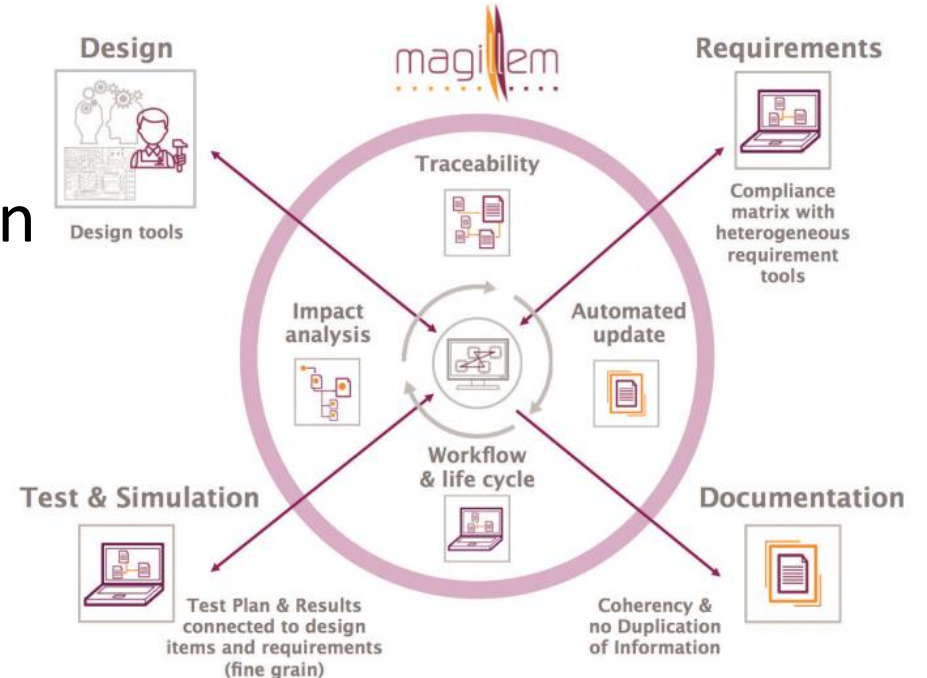 Design
magillem
Requirements
Traceability
n
Design tools
Compliance
matrix with
heterogeneous
requirement
tools
Impact
analysis
Automated
update
Workflow
& life cycle
Test & Simulation
Documentation
Test Plan & Results
connected to design
items and requirements
(fine grain)
Coherency &
no Duplication
of Information